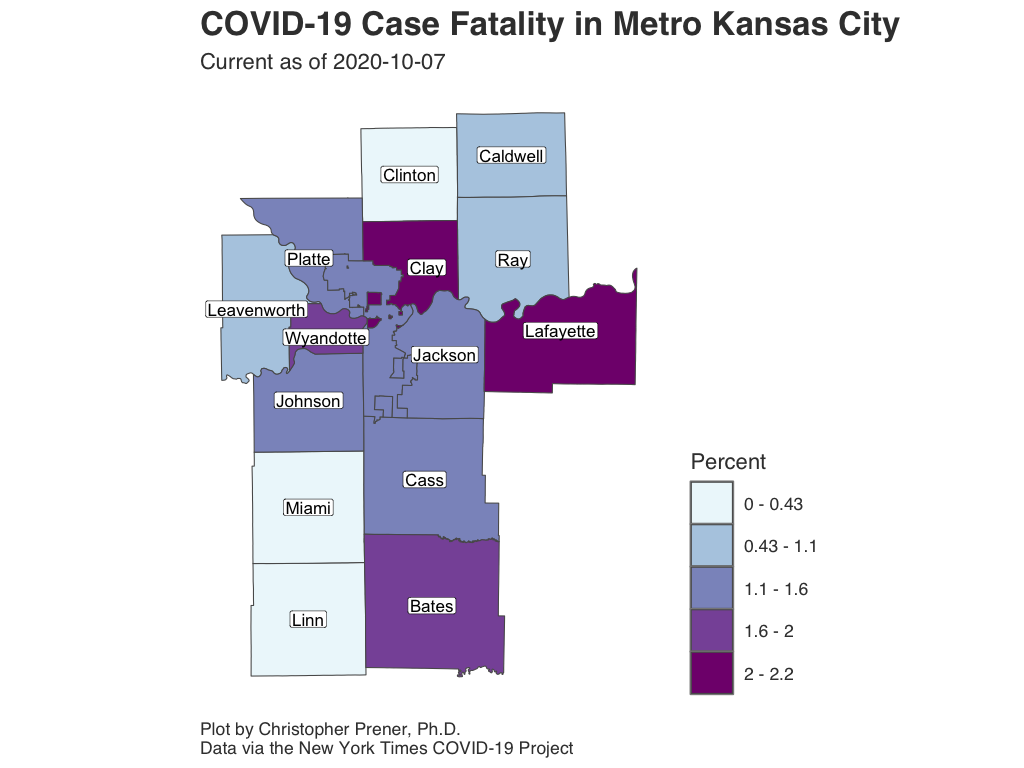 COVID-19 Case Fatality in Metro Kansas City
Current as of 2020-10-07
Caldwell
Clinton
Platte
Clay
Ray
Leavenworth
Wyandotte
Lafayette
Jackson
Johnson
Cass
Miami
Bates
Linn
Percent
0 - 0.43
0.43 - 1.1
1.1 - 1.6
1.6 - 2
2 - 2.2
Plot by Christopher Prener, Ph.D.
Data via the New York Times COVID-19 Project